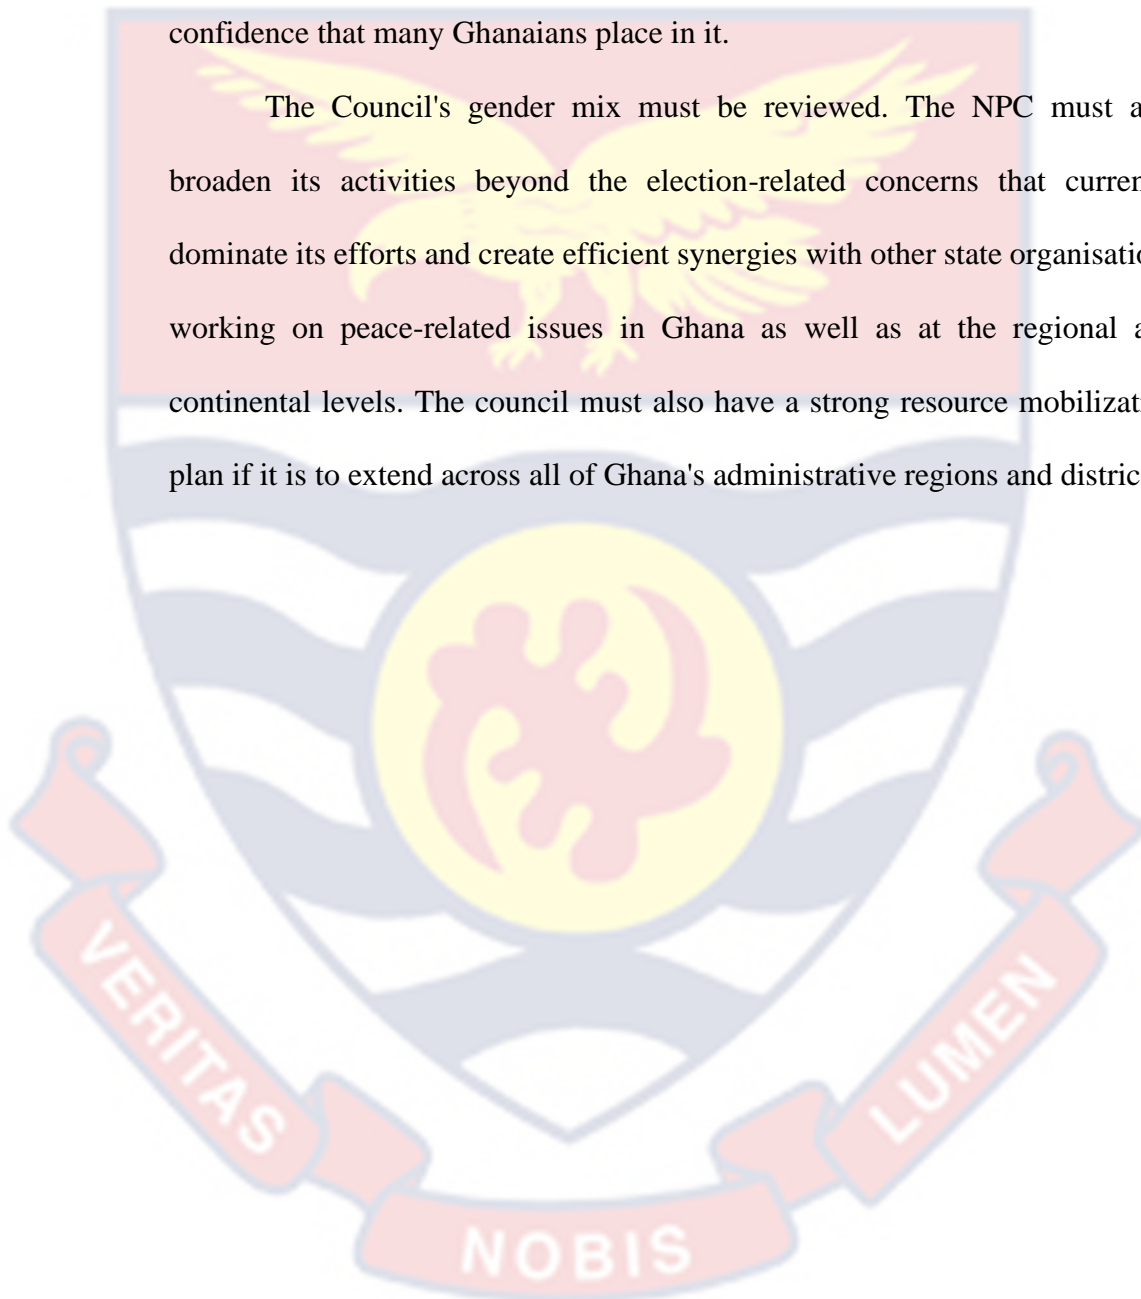 confidence that many Ghanaians place in it.
The Council's gender mix must be reviewed. The NPC must a
broaden its activities beyond the election-related concerns that curren
dominate its efforts and create efficient synergies with other state organisatio
working on peace-related issues in Ghana as well as at the regional a
continental levels. The council must also have a strong resource mobilizati
plan if it is to extend across all of Ghana's administrative regions and distric
VERITAS
NOBIS
LUMEN